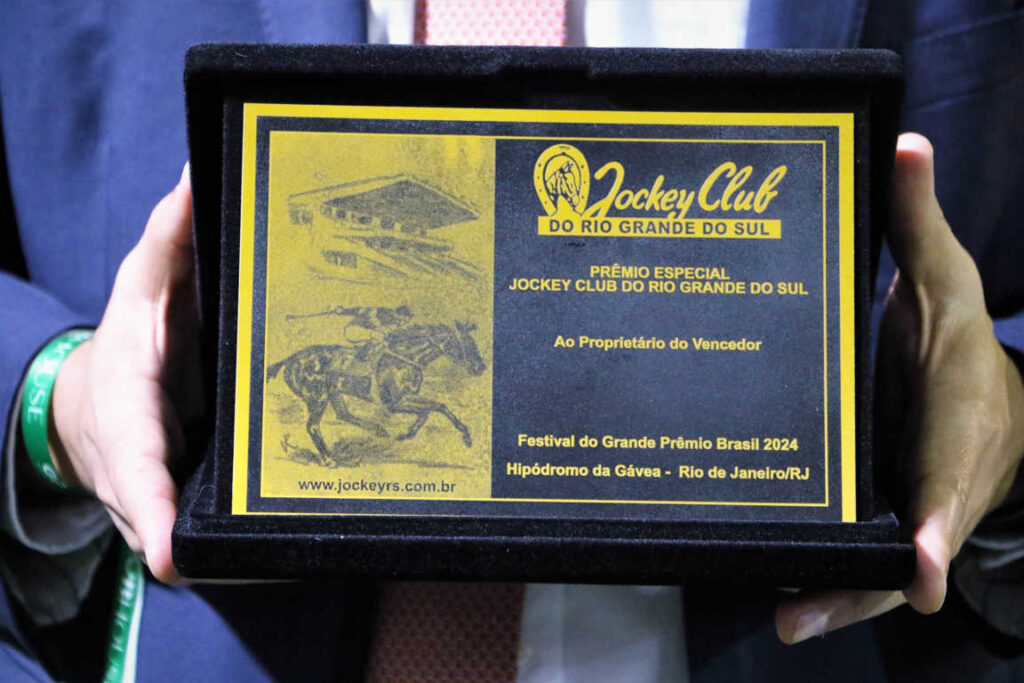 Jockey Club
DO RIO GRANDE DO SUL
PRÊMIO ESPECIAL
JOCKEY CLUB DO RIO GRANDE DO SUL
Ao Proprietário do Vencedor
Festival do Grande Prêmio Brasil 2024
Hipódromo da Gávea - Rio de Janeiro/RJ
www.jockeyrs.com.br